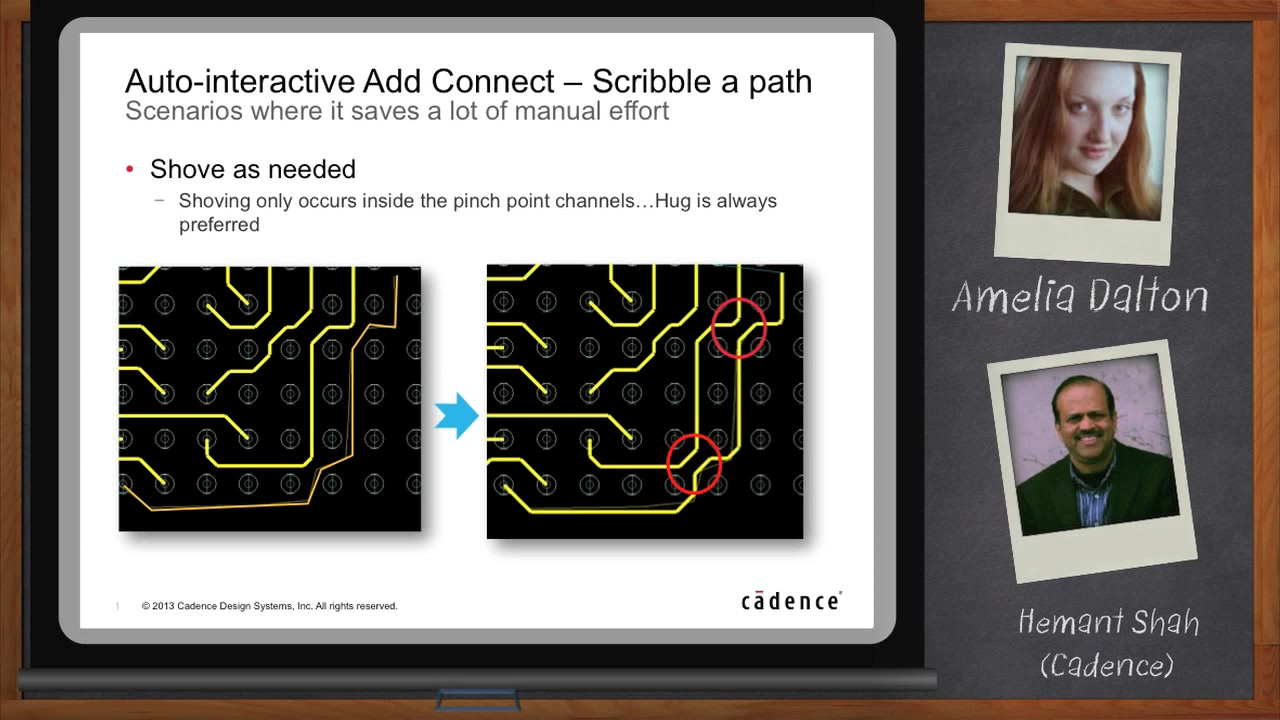 Auto-interactive Add Connect – Scribble a path
Scenarios where it saves a lot of manual effort
• Shove as needed
– Shoving only occurs inside the pinch point channels…Hug is always
preferred
1 © 2013 Cadence Design Systems, Inc. All rights reserved.
cādence®
Amelia Dalton
Hemant Shah
(Cadence)